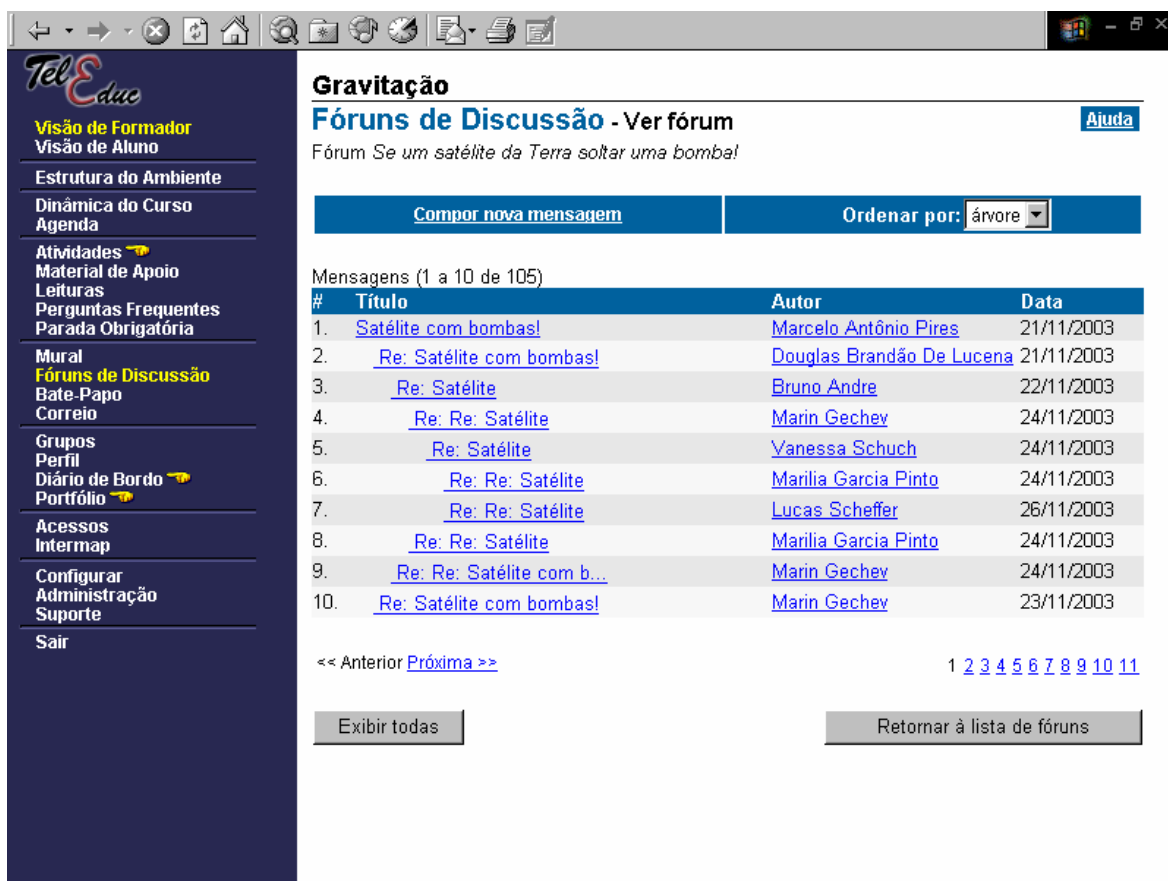 TelEduc
Visão de Formador
Visão de Aluno
Estrutura do Ambiente
Dinâmica do Curso
Agenda
Atividades
Material de Apoio
Leituras
Perguntas Frequentes
Parada Obrigatória
Mural
Fóruns de Discussão
Bate-Papo
Correio
Grupos
Perfil
Diário de Bordo
Portfólio
Acessos
Intermap
Configurar
Administração
Suporte
Sair
Gravitação
Fóruns de Discussão - Ver fórum Ajuda
Fórum Se um satélite da Terra soltar uma bomba!
Compor nova mensagem Ordenar por: árvore
Mensagens (1 a 10 de 105)
# Título Autor Data
1. Satélite com bombas! Marcelo Antônio Pires 21/11/2003
2. Re: Satélite com bombas! Douglas Brandão De Lucena 21/11/2003
3. Re: Satélite Bruno Andre 22/11/2003
4. Re: Re: Satélite Marin Gechev 24/11/2003
5. Re: Satélite Vanessa Schuch 24/11/2003
6. Re: Re: Satélite Marilia Garcia Pinto 24/11/2003
7. Re: Re: Satélite Lucas Scheffer 26/11/2003
8. Re: Re: Satélite Marilia Garcia Pinto 24/11/2003
9. Re: Re: Satélite com b... Marin Gechev 24/11/2003
10. Re: Satélite com bombas! Marin Gechev 23/11/2003
<< Anterior Próxima >> 1 2 3 4 5 6 7 8 9 10 11
Exibir todas Retornar à lista de fóruns